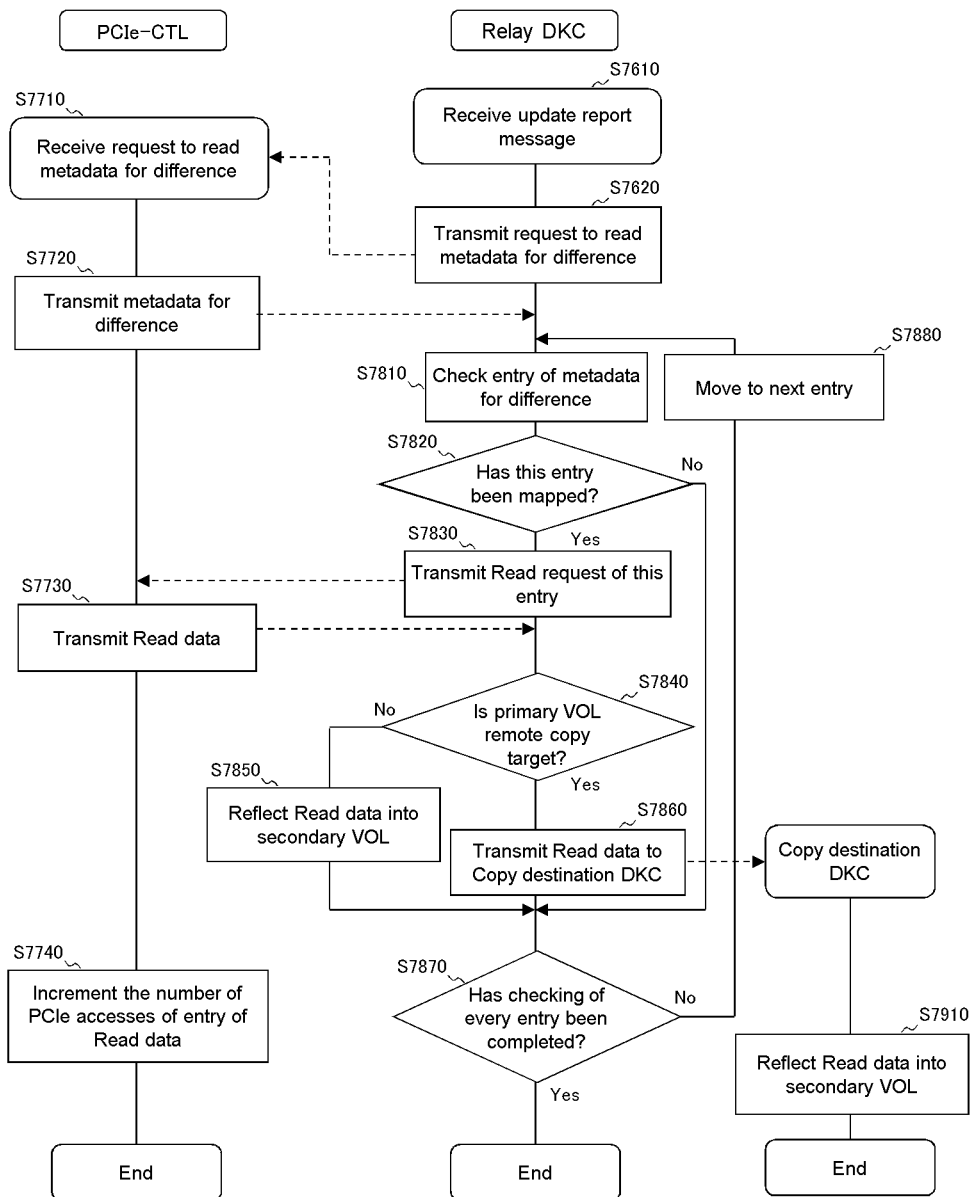 PCIe-CTL
Relay DKC
S7610
Receive update report
message
S7710
Receive request to read
metadata for difference
S7620
Transmit request to read
metadata for difference
S7720
Transmit metadata for
difference
S7880
Move to next entry
S7810
Check entry of metadata
for difference
S7820
Has this entry
been mapped?
No
Yes
S7830
Transmit Read request of this
entry
S7730
Transmit Read data
S7840
Is primary VOL
remote copy
target?
No
Yes
S7850
Reflect Read data into
secondary VOL
S7860
Transmit Read data to
Copy destination DKC
Copy destination
DKC
S7740
Increment the number of
PCIe accesses of entry of
Read data
S7870
Has checking of
every entry been
completed?
No
Yes
S7910
Reflect Read data into
secondary VOL
End
End
End